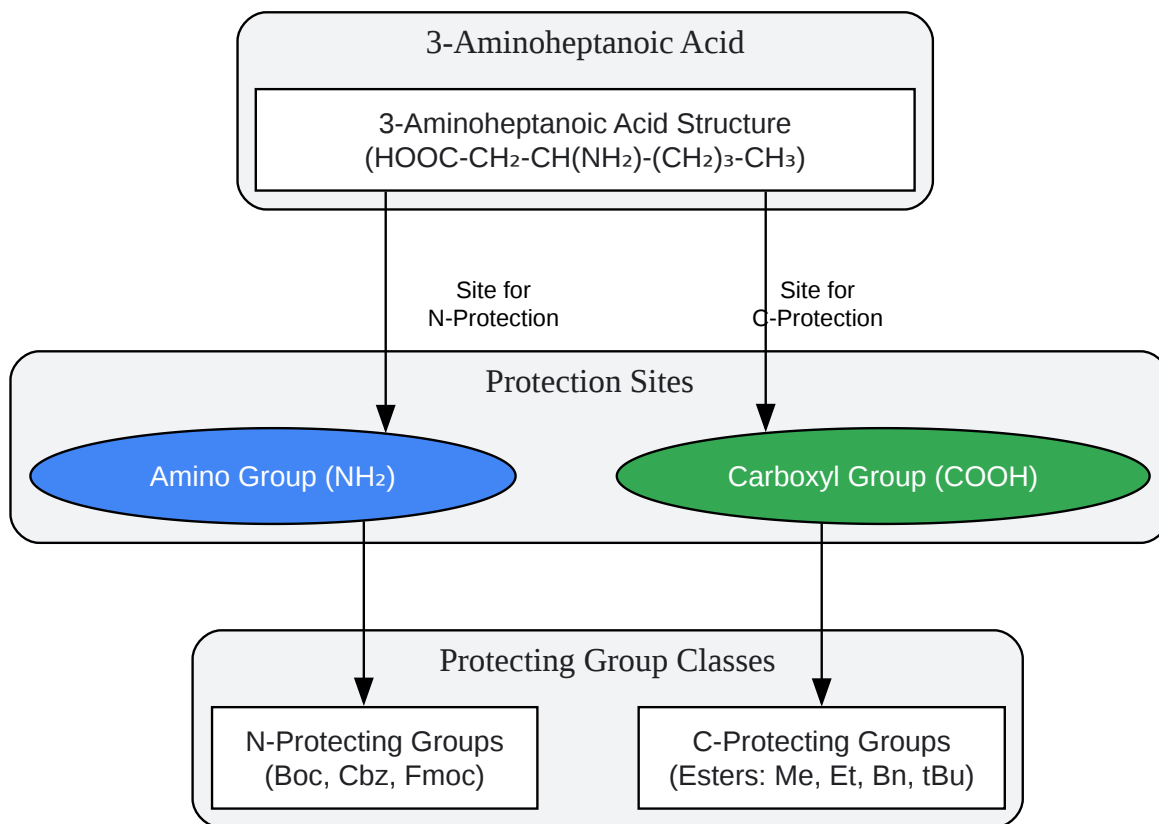 3-Aminoheptanoic Acid
3-Aminoheptanoic Acid Structure
(HOOC-CH₂-CH(NH₂)-(CH₂)₃-CH₃)
Site for
N-Protection
Site for
C-Protection
Protection Sites
Amino Group (NH₂)
Carboxyl Group (COOH)
Protecting Group Classes
N-Protecting Groups
(Boc, Cbz, Fmoc)
C-Protecting Groups
(Esters: Me, Et, Bn, tBu)